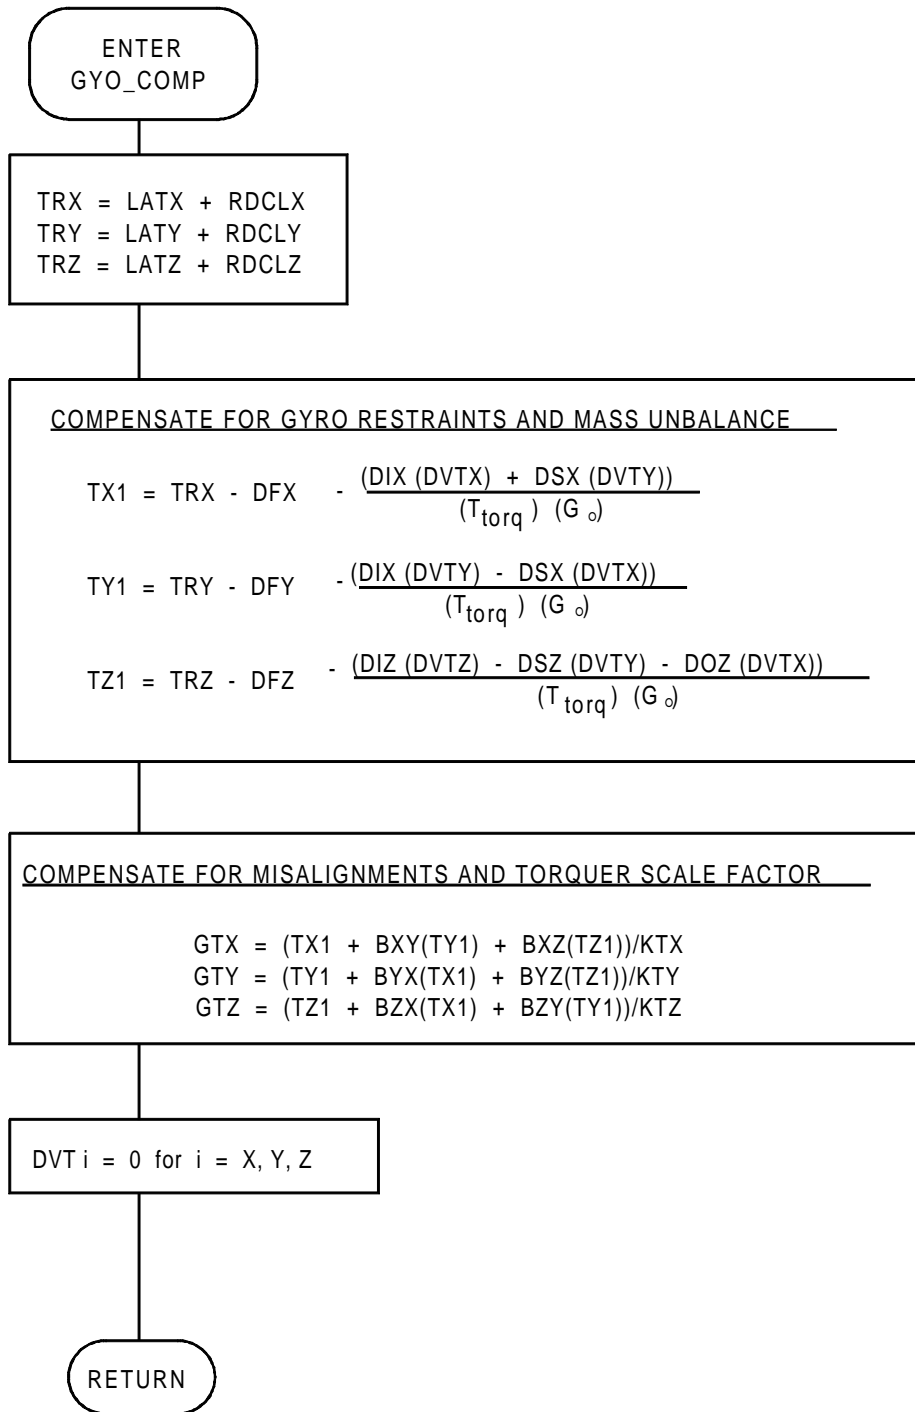 ENTER
GYO_COMP
TRX = LATX + RDCLX
TRY = LATY + RDCLY
TRZ = LATZ + RDCLZ
COMPENSATE FOR GYRO RESTRAINTS AND MASS UNBALANCE
TX1 = TRX - DFX - (DIX (DVTX) + DSX (DVTY))
(Ttorq ) (G o)
TY1 = TRY - DFY - (DIX (DVTY) - DSX (DVTX))
(Ttorq ) (G o)
TZ1 = TRZ - DFZ - (DIZ (DVTZ) - DSZ (DVTY) - DOZ (DVTX))
(T torq ) (G o)
COMPENSATE FOR MISALIGNMENTS AND TORQUER SCALE FACTOR
GTX = (TX1 + BXY(TY1) + BXZ(TZ1))/KTX
GTY = (TY1 + BYX(TX1) + BYZ(TZ1))/KTY
GTZ = (TZ1 + BZX(TX1) + BZY(TY1))/KTZ
DVT i = 0 for i = X, Y, Z
RETURN